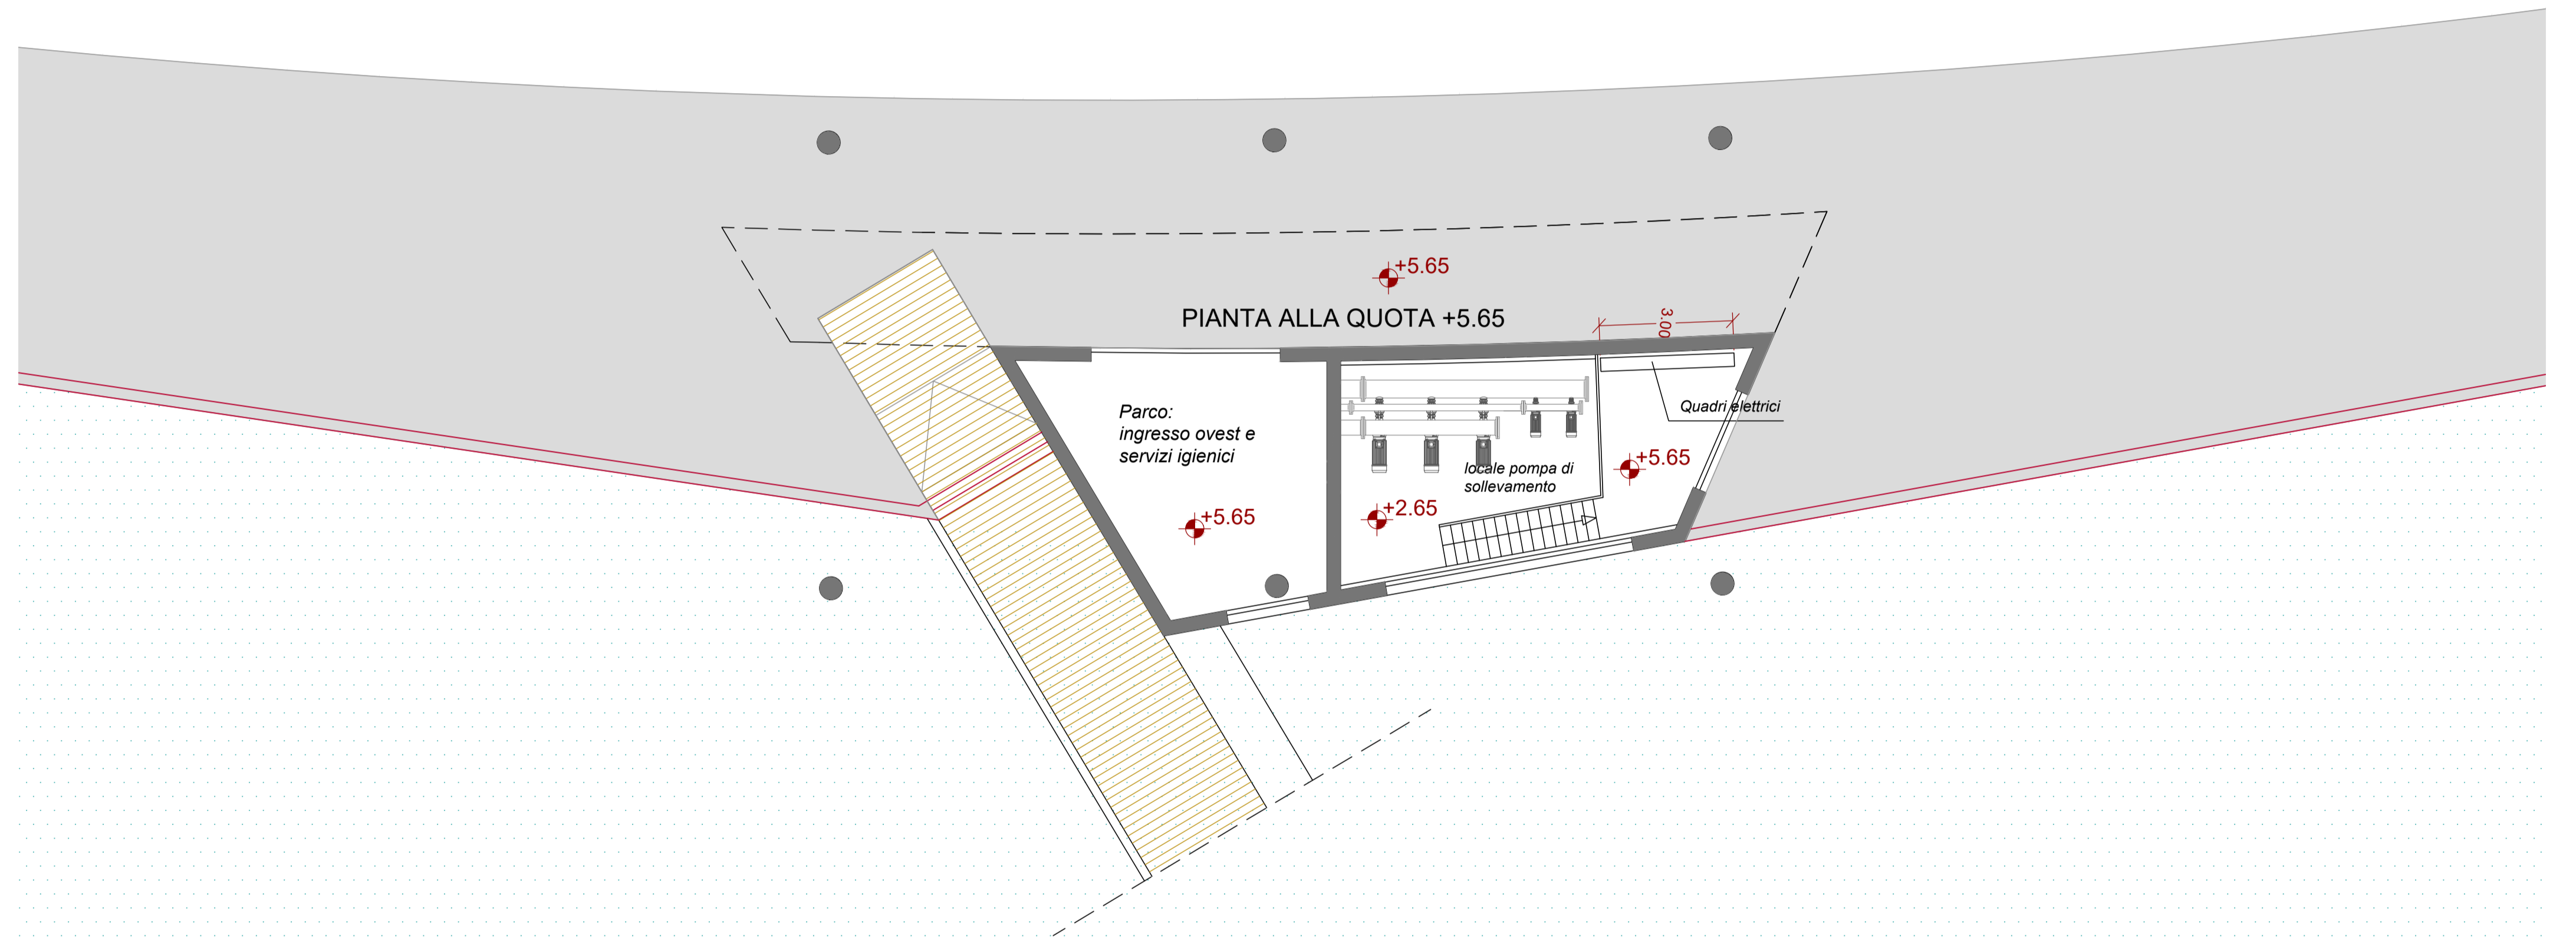 +5.65
PIANTA ALLA QUOTA +5.65
3.00
Parco:
ingresso ovest e
servizi igienici
Quadri elettrici
locale pompa di
sollevamento
+5.65
+2.65
+5.65